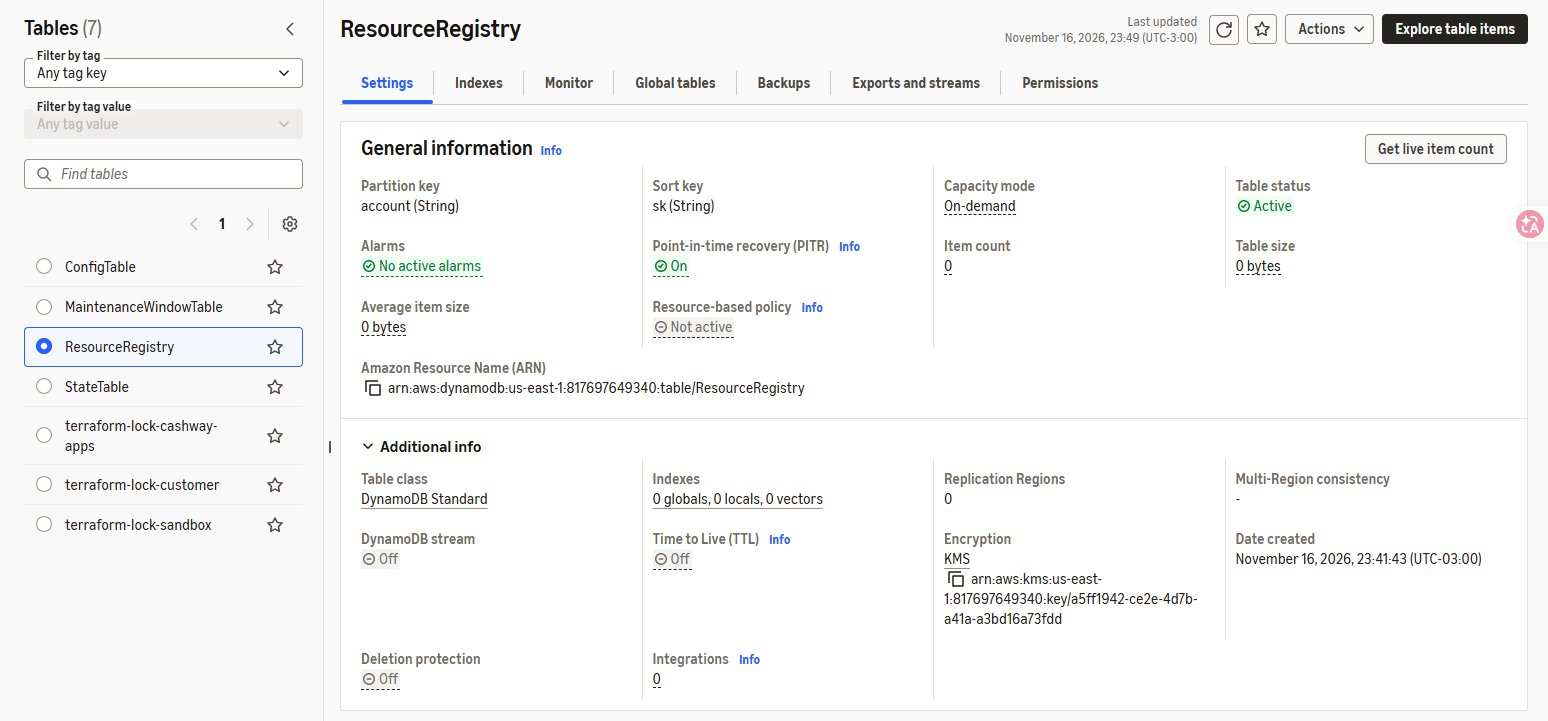 Tables (7)
Filter by tag
Any tag key
Filter by tag value
Any tag value
Find tables
1
ConfigTable
MaintenanceWindowTable
ResourceRegistry
StateTable
terraform-lock-cashway-
apps
terraform-lock-customer
terraform-lock-sandbox
ResourceRegistry
Last updated
November 16, 2026, 23:49 (UTC-3:00)
Actions
Explore table items
Settings
Indexes
Monitor
Global tables
Backups
Exports and streams
Permissions
General information Info
Get live item count
Partition key
account (String)
Sort key
sk (String)
Capacity mode
On-demand
Table status
Active
Alarms
No active alarms
Point-in-time recovery (PITR) Info
On
Item count
0
Table size
0 bytes
Average item size
0 bytes
Resource-based policy Info
Not active
Amazon Resource Name (ARN)
arn:aws:dynamodb:us-east-1:817697649340:table/ResourceRegistry
Additional info
Table class
DynamoDB Standard
Indexes
0 globals, 0 locals, 0 vectors
Replication Regions
0
Multi-Region consistency
-
DynamoDB stream
Off
Time to Live (TTL) Info
Off
Encryption
KMS
arn:aws:kms:us-east-
1:817697649340:key/a5ff1942-ce2e-4d7b-
a41a-a3bd16a73fdd
Date created
November 16, 2026, 23:41:43 (UTC-03:00)
Deletion protection
Off
Integrations Info
0